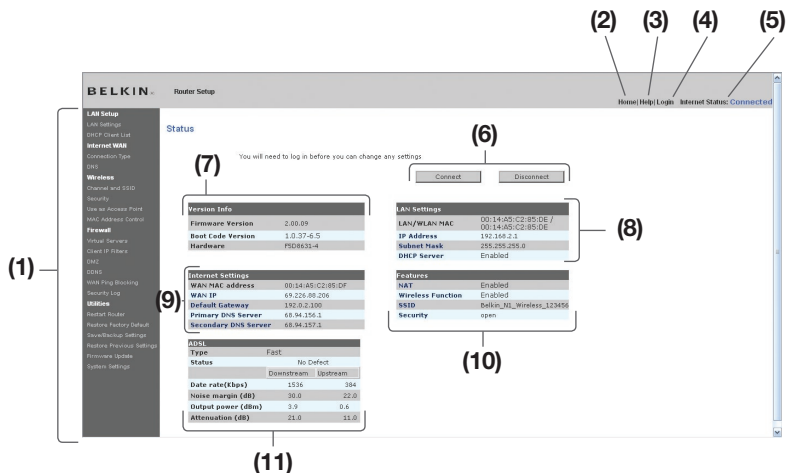 (2) (3) (4) (5)
BELKIN® Router Setup
Home|Help|Login Internet Status: Connected
(1)
LAN Setup
LAN Settings
DHCP Client List
Internet WAN
Connection Type
DNS
Wireless
Channel and SSID
Security
Use as Access Point
MAC Address Control
Firewall
Virtual Servers
Client IP Filters
DMZ
DDNS
WAN Ping Blocking
Security Log
Utilities
Restart Router
Restore Factory Default
Save/Backup Settings
Restore Previous Settings
Firmware Update
System Settings
Status
You will need to log in before you can change any settings
(6)
Connect Disconnect
(7)
Version Info
Firmware Version 2.00.09
Boot Code Version 1.0.37-6.5
Hardware F5D8631-4
(8)
LAN Settings
LAN/WLAN MAC 00:14:A5:C2:85:DE /
00:14:A5:C2:85:DE
IP Address 192.168.2.1
Subnet Mask 255.255.255.0
DHCP Server Enabled
(9)
Internet Settings
WAN MAC address 00:14:A5:C2:85:DF
WAN IP 69.226.88.206
Default Gateway 192.0.2.100
Primary DNS Server 68.94.156.1
Secondary DNS Server 68.94.157.1
Features
NAT Enabled
Wireless Function Enabled
SSID Belkin_N1_Wireless_123456
Security open
(10)
ADSL
Type Fast
Status No Defect
Downstream Upstream
Date rate(Kbps) 1536 384
Noise margin (dB) 30.0 22.0
Output power (dBm) 3.9 0.6
Attenuation (dB) 21.0 11.0
(11)